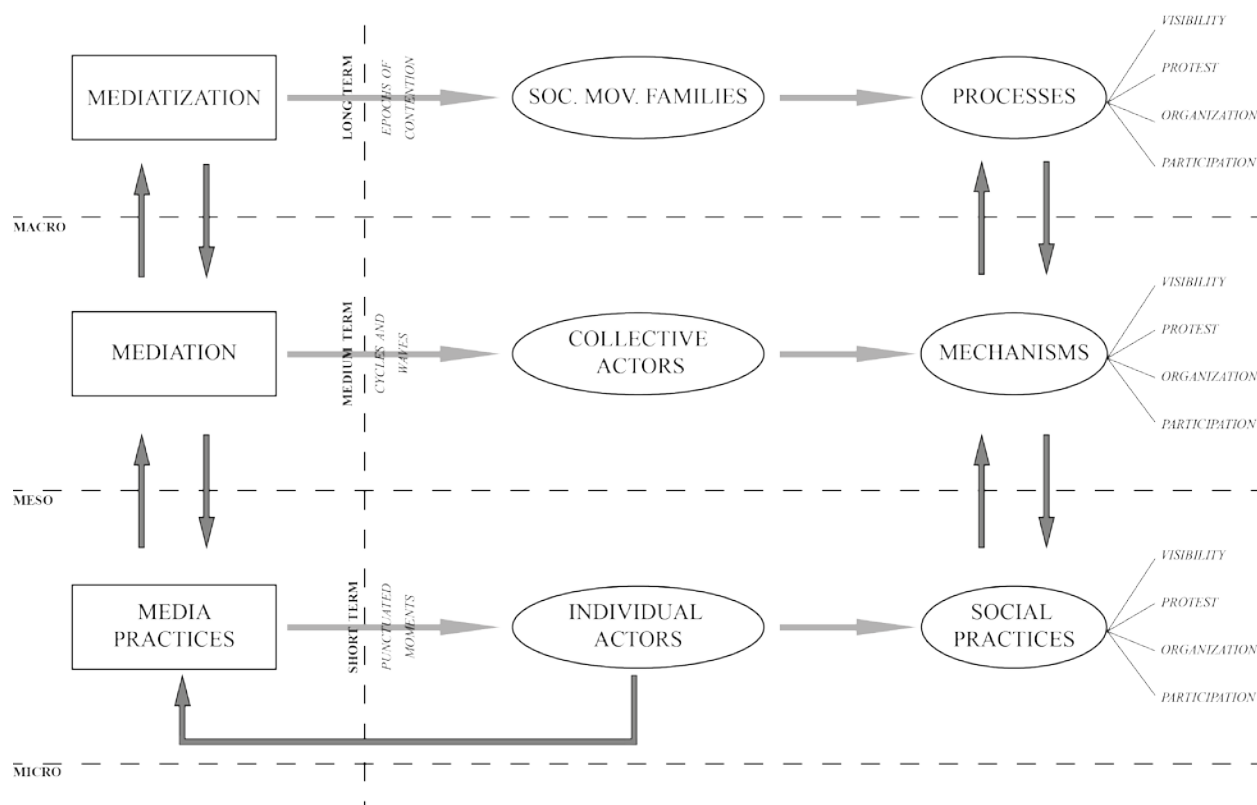 MEDIATIZATION
LONG TERM
EPOCHS OF
CONTENTION
SOC. MOV. FAMILIES
PROCESSES
VISIBILITY
PROTEST
ORGANIZATION
PARTICIPATION
MACRO
MEDIATION
MEDIUM TERM
CYCLES AND
WAVES
COLLECTIVE
ACTORS
MECHANISMS
VISIBILITY
PROTEST
ORGANIZATION
PARTICIPATION
MESO
MEDIA
PRACTICES
SHORT TERM
PUNCTUATED
MOMENTS
INDIVIDUAL
ACTORS
SOCIAL
PRACTICES
VISIBILITY
PROTEST
ORGANIZATION
PARTICIPATION
MICRO